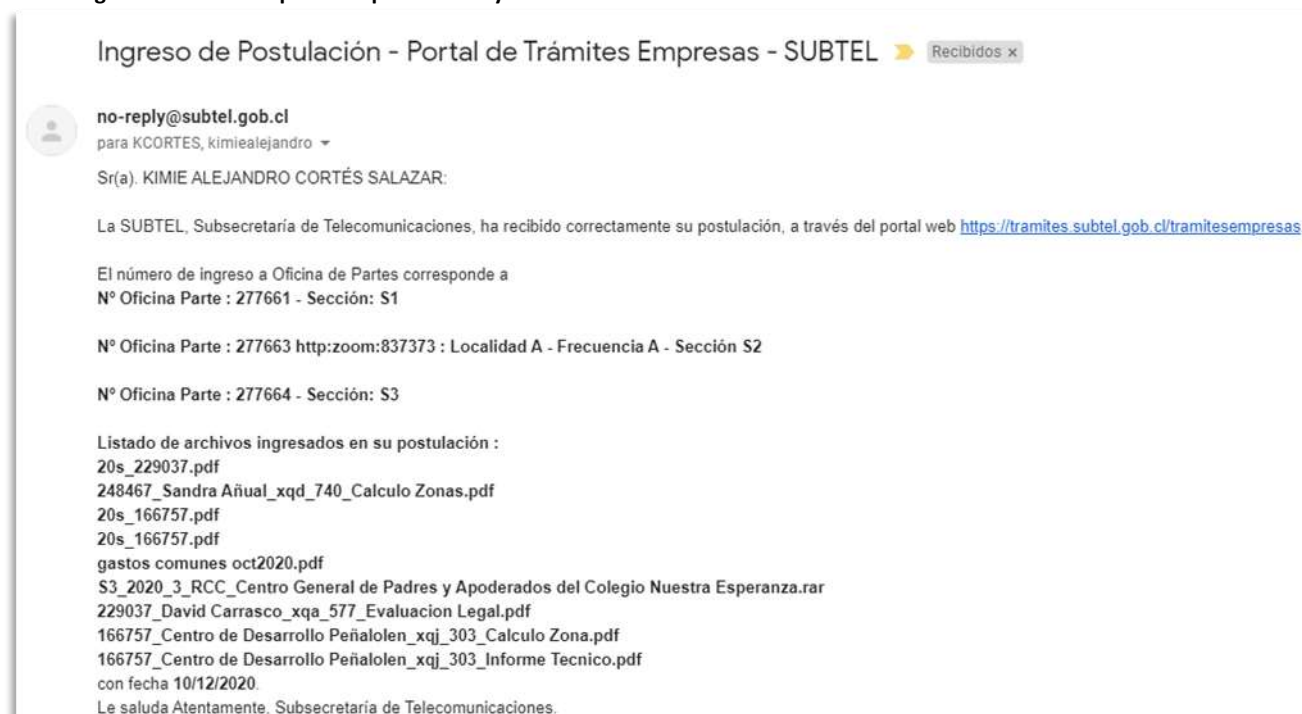 Ingreso de Postulación - Portal de Trámites Empresas - SUBTEL Recibidos x
no-reply@subtel.gob.cl
para KCORTES, kimiealejandro
Sr(a). KIMIE ALEJANDRO CORTÉS SALAZAR:
La SUBTEL, Subsecretaría de Telecomunicaciones, ha recibido correctamente su postulación, a través del portal web https://tramites.subtel.gob.cl/tramitesempresas
El número de ingreso a Oficina de Partes corresponde a
Nº Oficina Parte : 277661 - Sección: S1
Nº Oficina Parte : 277663 http:zoom:837373 : Localidad A - Frecuencia A - Sección S2
Nº Oficina Parte : 277664 - Sección: S3
Listado de archivos ingresados en su postulación :
20s_229037.pdf
248467_Sandra Añual_xqd_740_Calculo Zonas.pdf
20s_166757.pdf
20s_166757.pdf
gastos comunes oct2020.pdf
S3_2020_3_RCC_Centro General de Padres y Apoderados del Colegio Nuestra Esperanza.rar
229037_David Carrasco_xqa_577_Evaluacion Legal.pdf
166757_Centro de Desarrollo Peñalolen_xqj_303_Calculo Zona.pdf
166757_Centro de Desarrollo Peñalolen_xqj_303_Informe Tecnico.pdf
con fecha 10/12/2020.
Le saluda Atentamente. Subsecretaría de Telecomunicaciones.